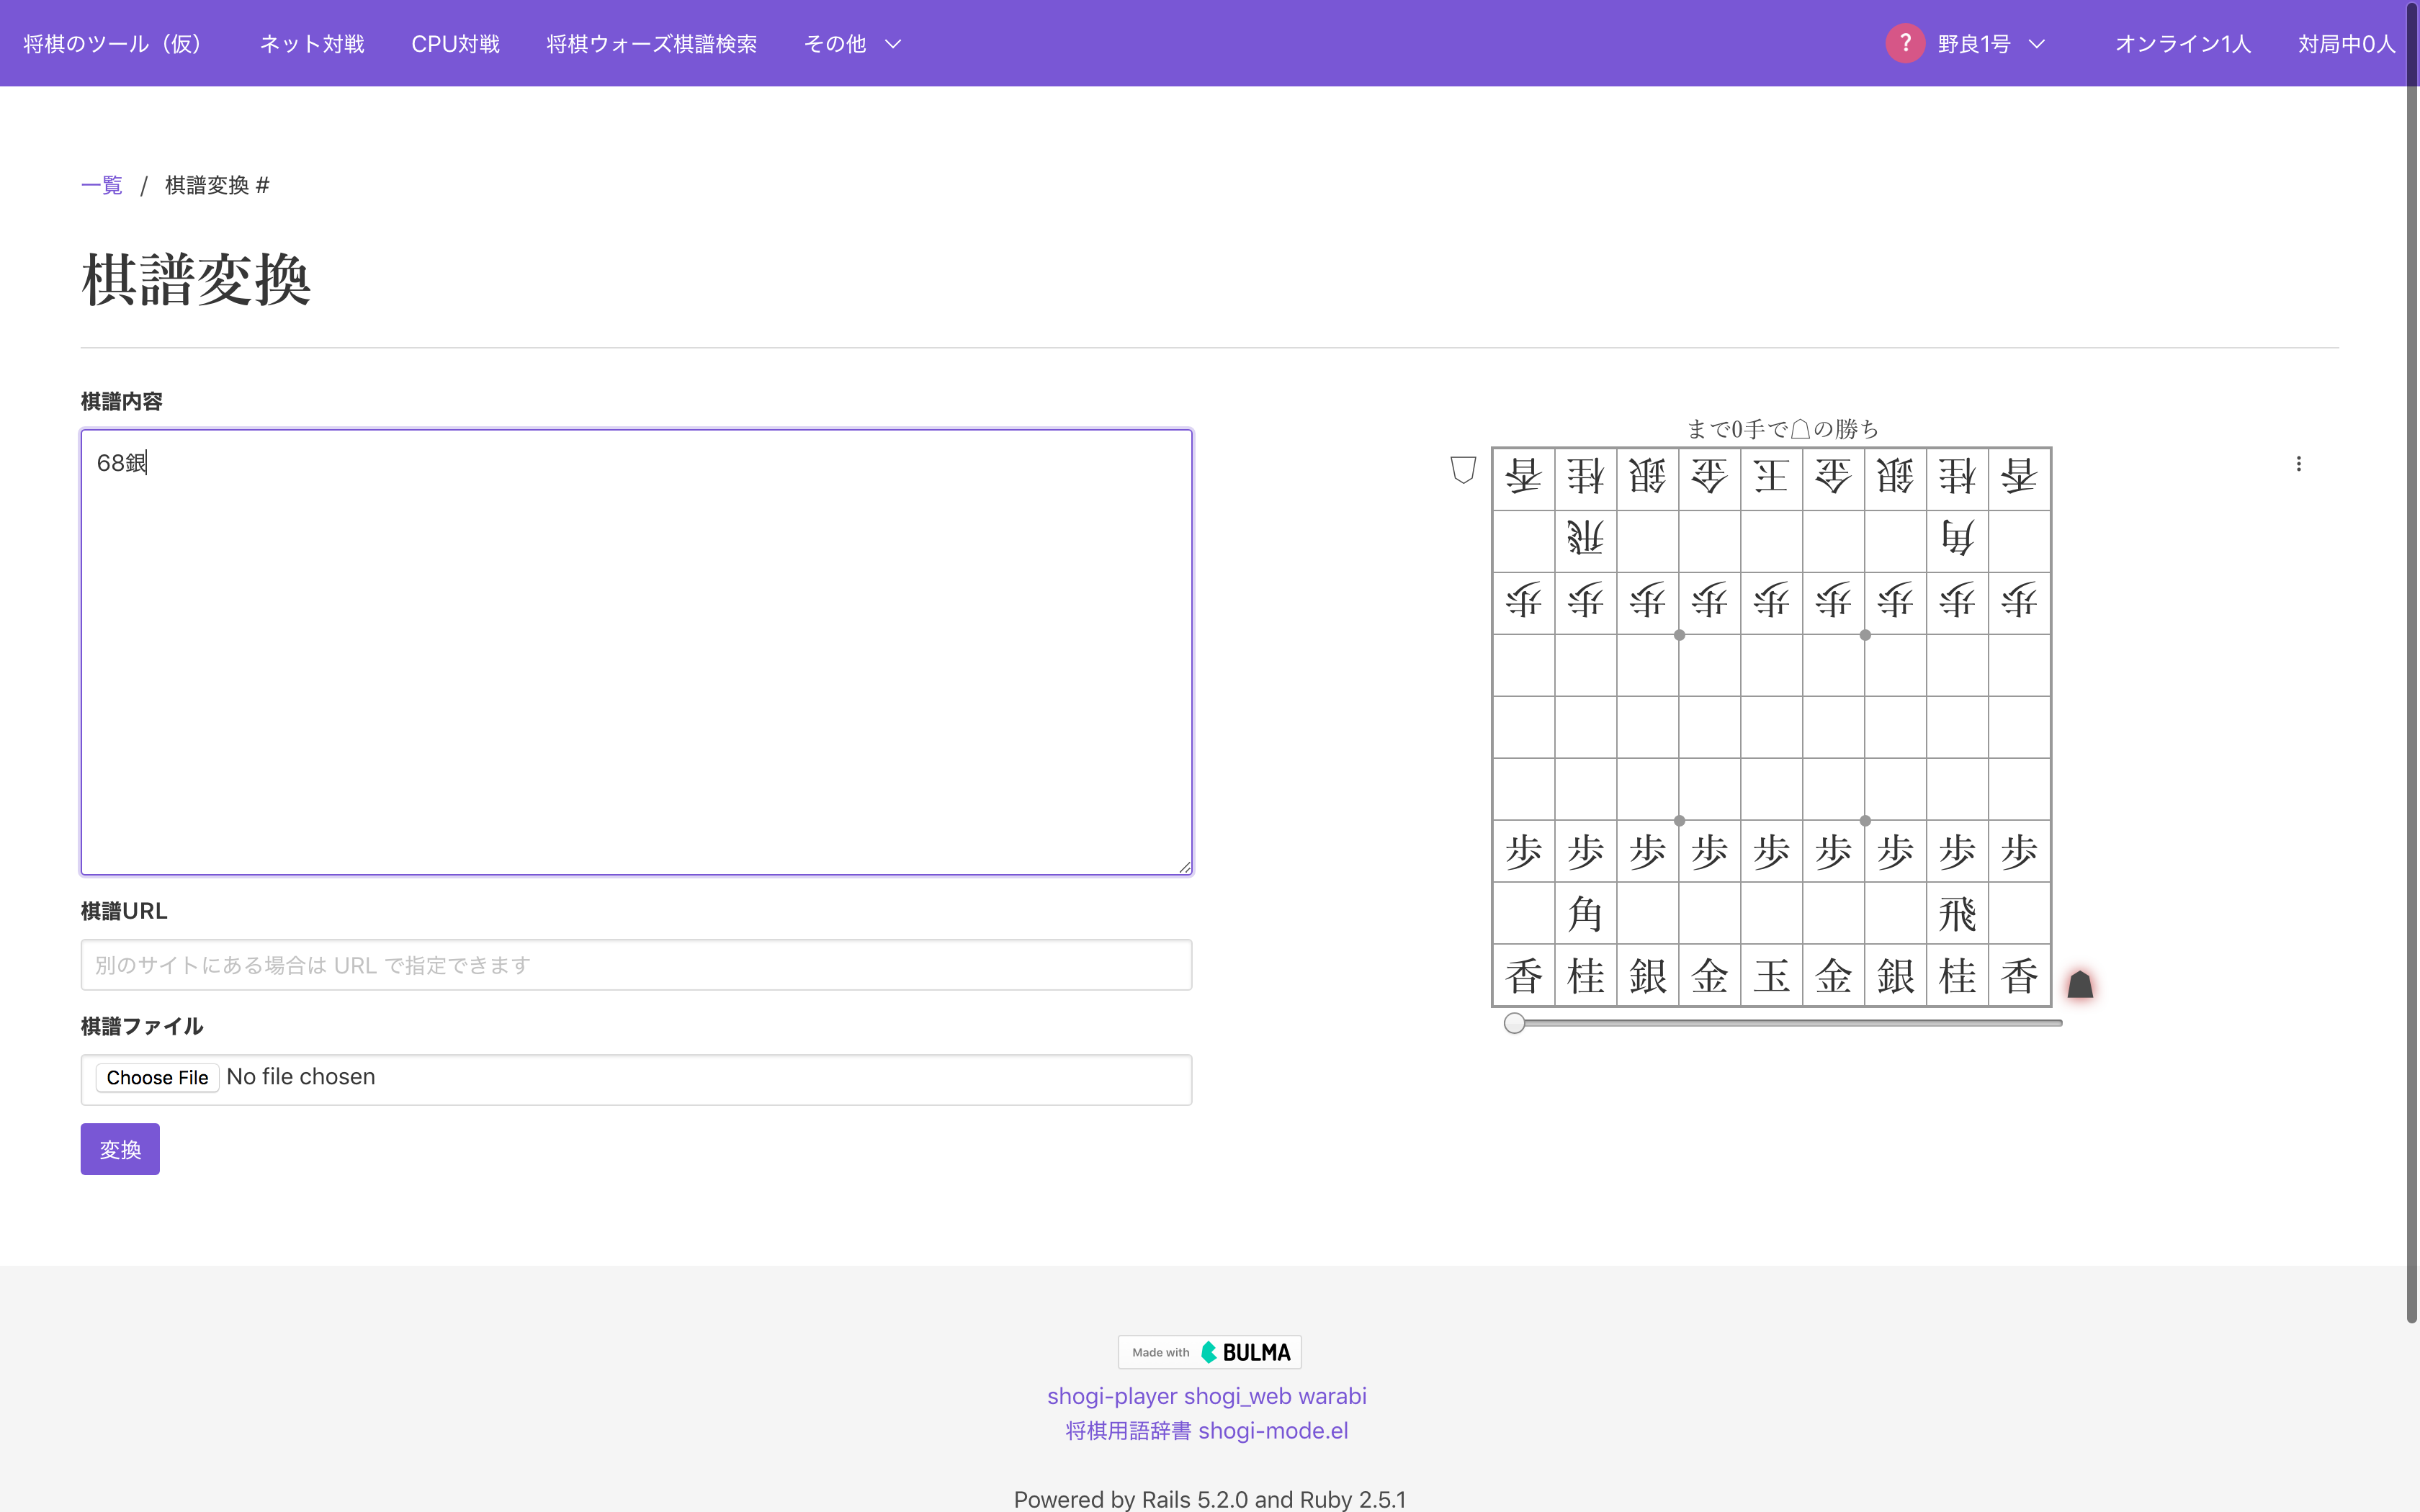 将棋のツール（仮） ネット対戦 CPU対戦 将棋ウォーズ棋譜検索 その他 ? 野良1号 オンライン1人 対局中0人
一覧 / 棋譜変換 #
棋譜変換
棋譜内容
68銀
棋譜URL
別のサイトにある場合は URL で指定できます
棋譜ファイル
Choose File No file chosen
変換
まで0手で☖の勝ち
香桂銀金王金銀桂香
飛角
歩歩歩歩歩歩歩歩歩
歩歩歩歩歩歩歩歩歩
角飛
香桂銀金玉金銀桂香
Made with BULMA
shogi-player shogi_web warabi
将棋用語辞書 shogi-mode.el
Powered by Rails 5.2.0 and Ruby 2.5.1